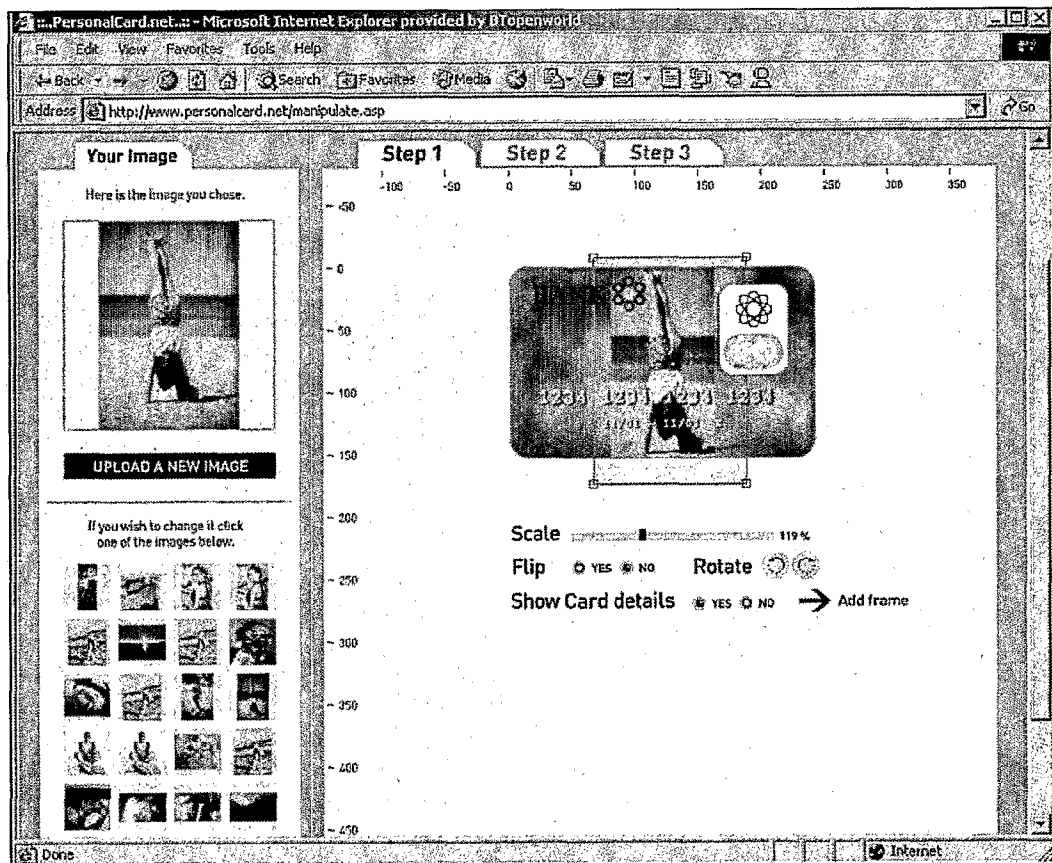 ::..PersonalCard.net..:: - Microsoft Internet Explorer provided by BTopenworld
File Edit View Favorites Tools Help
Back Search Favorites Media
Address http://www.personalcard.net/manipulate.asp Go
Your Image
Step 1 Step 2 Step 3
Here is the image you chose.
-100 -50 0 50 100 150 200 250 300 350
-50
0
50
100
150
200
250
300
350
400
450
BANK
1234 1234 1234 1234
11/01 - 11/01
UPLOAD A NEW IMAGE
If you wish to change it click
one of the images below.
Scale 119%
Flip YES NO Rotate
Show Card details YES NO Add frame
Done Internet